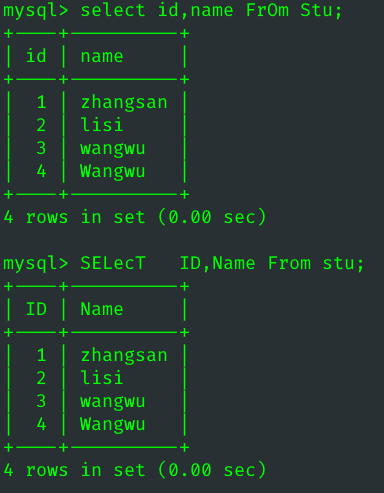 mysql> select id,name FrOm Stu;
+----+----------+
| id | name     |
+----+----------+
|  1 | zhangsan |
|  2 | lisi     |
|  3 | wangwu   |
|  4 | Wangwu   |
+----+----------+
4 rows in set (0.00 sec)

mysql> SELecT   ID,Name From stu;
+----+----------+
| ID | Name     |
+----+----------+
|  1 | zhangsan |
|  2 | lisi     |
|  3 | wangwu   |
|  4 | Wangwu   |
+----+----------+
4 rows in set (0.00 sec)